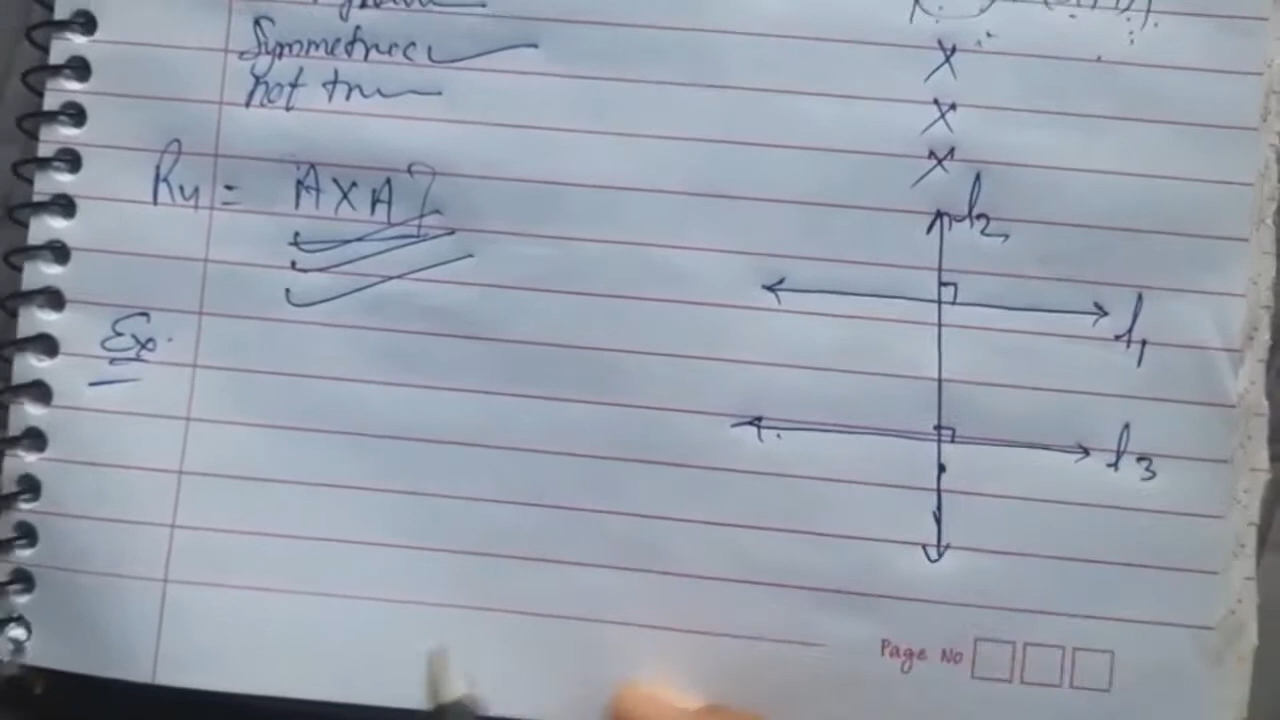 Symmetric
not tr
R4 = A×A?
×
×
×
l2
l1
Ex.
l3
Page No